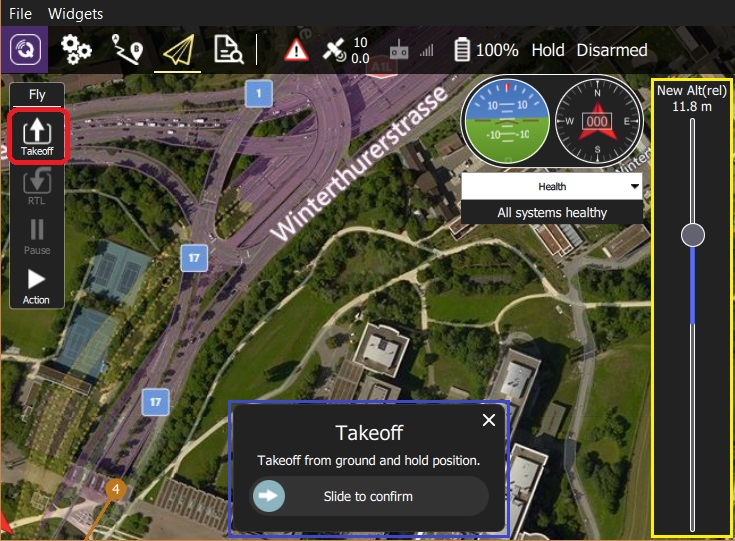 File Widgets
10
0.0
100% Hold Disarmed
A1L
Fly
Takeoff
RTL
Pause
Action
1
17
17
4
Winterthurerstrasse
10 10
-10 -10
N
W 000 E
S
Health
All systems healthy
New Alt(rel)
11.8 m
Takeoff
Takeoff from ground and hold position.
Slide to confirm